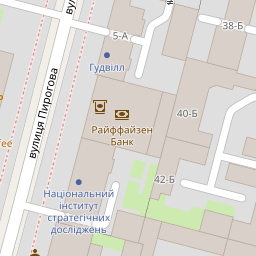 38-Б
5-А
Гудвілл
вулиця Пирогова
40-Б
Райффайзен
Банк
42-Б
Національний
інститут
стратегічних
досліджень